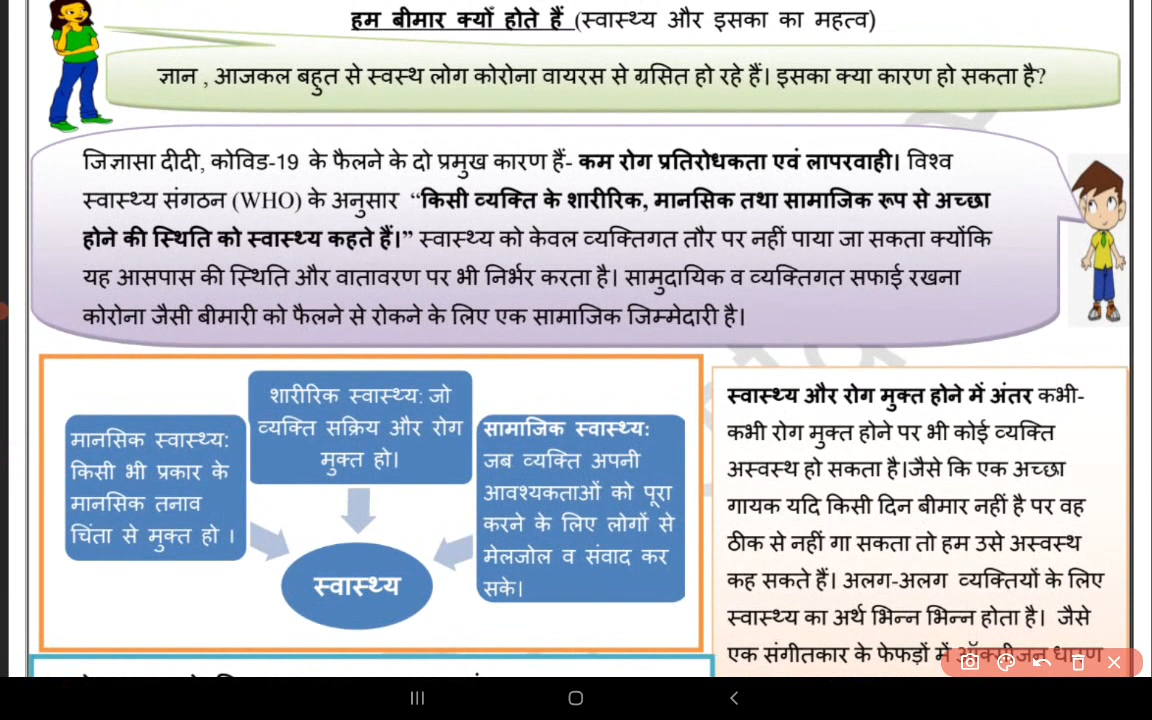 हम बीमार क्यों होते हैं (स्वास्थ्य और इसका का महत्व)
ज्ञान , आजकल बहुत से स्वस्थ लोग कोरोना वायरस से ग्रसित हो रहे हैं। इसका क्या कारण हो सकता है?
जिज्ञासा दीदी, कोविड-19 के फैलने के दो प्रमुख कारण हैं- कम रोग प्रतिरोधकता एवं लापरवाही। विश्व
स्वास्थ्य संगठन (WHO) के अनुसार “किसी व्यक्ति के शारीरिक, मानसिक तथा सामाजिक रूप से अच्छा
होने की स्थिति को स्वास्थ्य कहते हैं।” स्वास्थ्य को केवल व्यक्तिगत तौर पर नहीं पाया जा सकता क्योंकि
यह आसपास की स्थिति और वातावरण पर भी निर्भर करता है। सामुदायिक व व्यक्तिगत सफाई रखना
कोरोना जैसी बीमारी को फैलने से रोकने के लिए एक सामाजिक जिम्मेदारी है।
मानसिक स्वास्थ्य:
किसी भी प्रकार के
मानसिक तनाव
चिंता से मुक्त हो ।
शारीरिक स्वास्थ्य: जो
व्यक्ति सक्रिय और रोग
मुक्त हो।
सामाजिक स्वास्थ्य:
जब व्यक्ति अपनी
आवश्यकताओं को पूरा
करने के लिए लोगों से
मेलजोल व संवाद कर
सके।
स्वास्थ्य
स्वास्थ्य और रोग मुक्त होने में अंतर कभी-
कभी रोग मुक्त होने पर भी कोई व्यक्ति
अस्वस्थ हो सकता है।जैसे कि एक अच्छा
गायक यदि किसी दिन बीमार नहीं है पर वह
ठीक से नहीं गा सकता तो हम उसे अस्वस्थ
कह सकते हैं। अलग-अलग व्यक्तियों के लिए
स्वास्थ्य का अर्थ भिन्न भिन्न होता है। जैसे
एक संगीतकार के फेफड़ों में ऑक्सीजन धारण